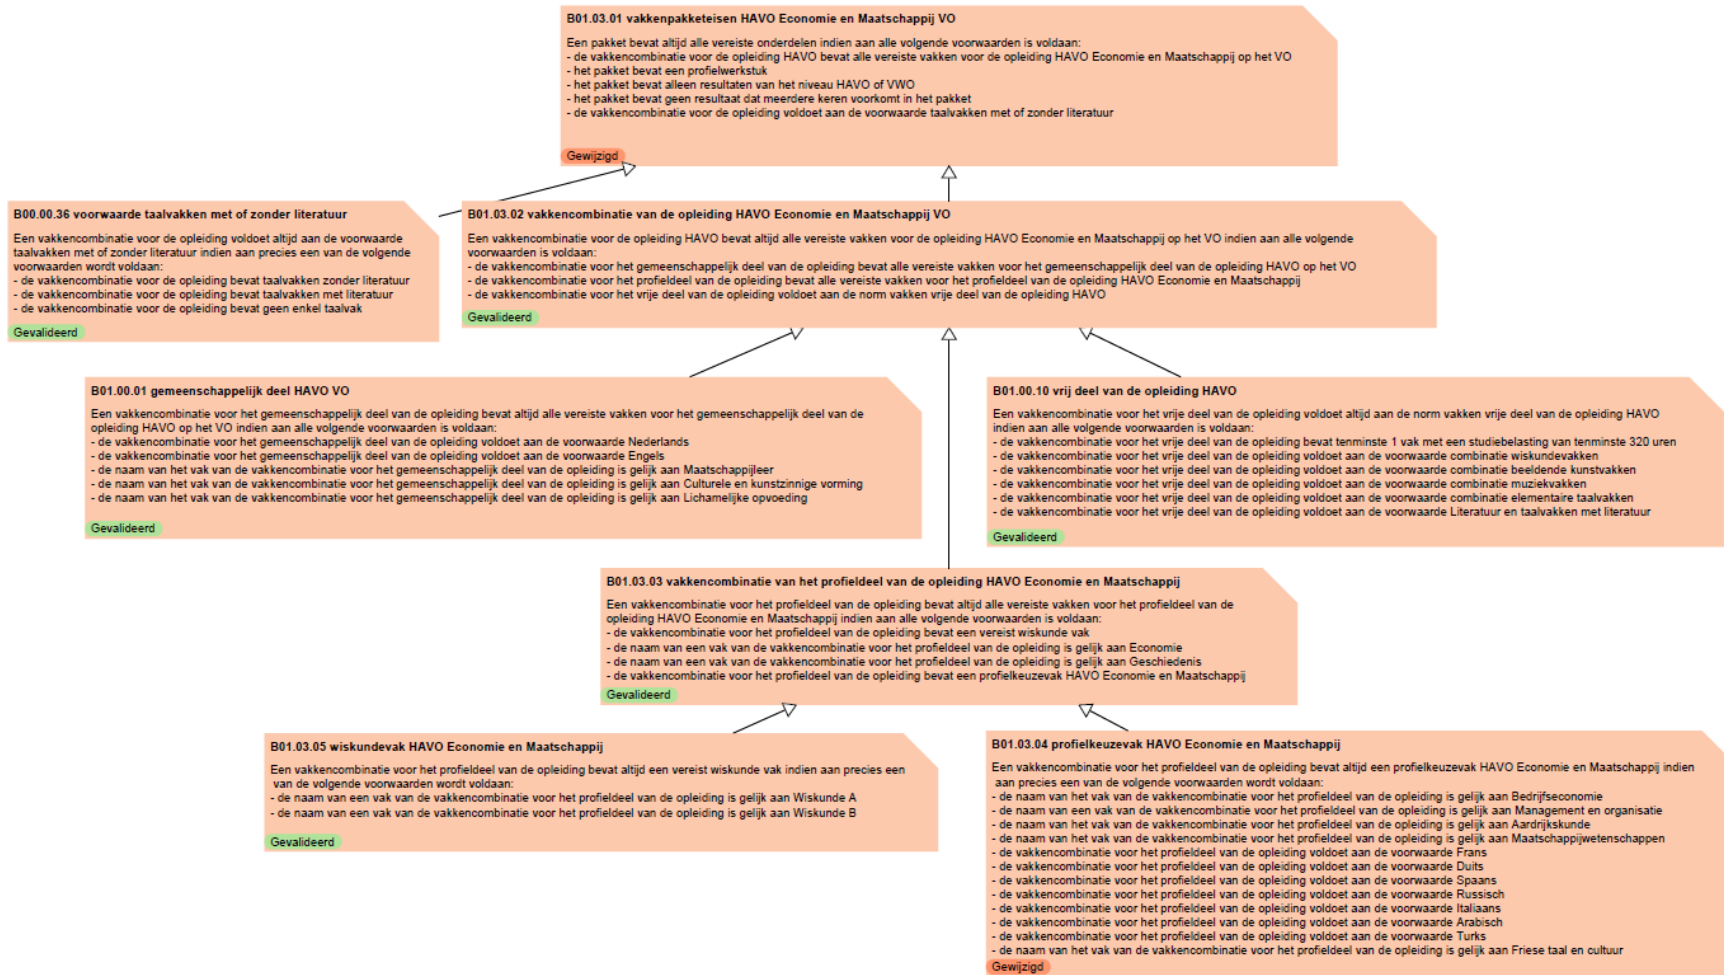 B01.03.01 vakkenpakketeisen HAVO Economie en Maatschappij VO
Een pakket bevat altijd alle vereiste onderdelen indien aan alle volgende voorwaarden is voldaan:
- de vakkencombinatie voor de opleiding HAVO bevat alle vereiste vakken voor de opleiding HAVO Economie en Maatschappij op het VO
- het pakket bevat een profielwerkstuk
- het pakket bevat alleen resultaten van het niveau HAVO of VWO
- het pakket bevat geen resultaat dat meerdere keren voorkomt in het pakket
- de vakkencombinatie voor de opleiding voldoet aan de voorwaarde taalvakken met of zonder literatuur
Gewijzigd
B00.00.36 voorwaarde taalvakken met of zonder literatuur
Een vakkencombinatie voor de opleiding voldoet altijd aan de voorwaarde
taalvakken met of zonder literatuur indien aan precies een van de volgende
voorwaarden wordt voldaan:
- de vakkencombinatie voor de opleiding bevat taalvakken zonder literatuur
- de vakkencombinatie voor de opleiding bevat taalvakken met literatuur
- de vakkencombinatie voor de opleiding bevat geen enkel taalvak
Gevalideerd
B01.03.02 vakkencombinatie van de opleiding HAVO Economie en Maatschappij VO
Een vakkencombinatie voor de opleiding HAVO bevat altijd alle vereiste vakken voor de opleiding HAVO Economie en Maatschappij op het VO indien aan alle volgende
voorwaarden is voldaan:
- de vakkencombinatie voor het gemeenschappelijk deel van de opleiding bevat alle vereiste vakken voor het gemeenschappelijk deel van de opleiding HAVO op het VO
- de vakkencombinatie voor het profieldeel van de opleiding bevat alle vereiste vakken voor het profieldeel van de opleiding HAVO Economie en Maatschappij
- de vakkencombinatie voor het vrije deel van de opleiding voldoet aan de norm vakken vrije deel van de opleiding HAVO
Gevalideerd
B01.00.01 gemeenschappelijk deel HAVO VO
Een vakkencombinatie voor het gemeenschappelijk deel van de opleiding bevat altijd alle vereiste vakken voor het gemeenschappelijk deel van de
opleiding HAVO op het VO indien aan alle volgende voorwaarden is voldaan:
- de vakkencombinatie voor het gemeenschappelijk deel van de opleiding voldoet aan de voorwaarde Nederlands
- de vakkencombinatie voor het gemeenschappelijk deel van de opleiding voldoet aan de voorwaarde Engels
- de naam van het vak van de vakkencombinatie voor het gemeenschappelijk deel van de opleiding is gelijk aan Maatschappijleer
- de naam van het vak van de vakkencombinatie voor het gemeenschappelijk deel van de opleiding is gelijk aan Culturele en kunstzinnige vorming
- de naam van het vak van de vakkencombinatie voor het gemeenschappelijk deel van de opleiding is gelijk aan Lichamelijke opvoeding
Gevalideerd
B01.00.10 vrij deel van de opleiding HAVO
Een vakkencombinatie voor het vrije deel van de opleiding voldoet altijd aan de norm vakken vrije deel van de opleiding HAVO
indien aan alle volgende voorwaarden is voldaan:
- de vakkencombinatie voor het vrije deel van de opleiding bevat tenminste 1 vak met een studiebelasting van tenminste 320 uren
- de vakkencombinatie voor het vrije deel van de opleiding voldoet aan de voorwaarde combinatie wiskundevakken
- de vakkencombinatie voor het vrije deel van de opleiding voldoet aan de voorwaarde combinatie beeldende kunstvakken
- de vakkencombinatie voor het vrije deel van de opleiding voldoet aan de voorwaarde combinatie muziekvakken
- de vakkencombinatie voor het vrije deel van de opleiding voldoet aan de voorwaarde combinatie elementaire taalvakken
- de vakkencombinatie voor het vrije deel van de opleiding voldoet aan de voorwaarde Literatuur en taalvakken met literatuur
Gevalideerd
B01.03.03 vakkencombinatie van het profieldeel van de opleiding HAVO Economie en Maatschappij
Een vakkencombinatie voor het profieldeel van de opleiding bevat altijd alle vereiste vakken voor het profieldeel van de
opleiding HAVO Economie en Maatschappij indien aan alle volgende voorwaarden is voldaan:
- de vakkencombinatie voor het profieldeel van de opleiding bevat een vereist wiskunde vak
- de naam van een vak van de vakkencombinatie voor het profieldeel van de opleiding is gelijk aan Economie
- de naam van een vak van de vakkencombinatie voor het profieldeel van de opleiding is gelijk aan Geschiedenis
- de vakkencombinatie voor het profieldeel van de opleiding bevat een profielkeuzevak HAVO Economie en Maatschappij
Gevalideerd
B01.03.05 wiskundevak HAVO Economie en Maatschappij
Een vakkencombinatie voor het profieldeel van de opleiding bevat altijd een vereist wiskunde vak indien aan precies een
van de volgende voorwaarden wordt voldaan:
- de naam van een vak van de vakkencombinatie voor het profieldeel van de opleiding is gelijk aan Wiskunde A
- de naam van een vak van de vakkencombinatie voor het profieldeel van de opleiding is gelijk aan Wiskunde B
Gevalideerd
B01.03.04 profielkeuzevak HAVO Economie en Maatschappij
Een vakkencombinatie voor het profieldeel van de opleiding bevat altijd een profielkeuzevak HAVO Economie en Maatschappij indien
aan precies een van de volgende voorwaarden wordt voldaan:
- de naam van het vak van de vakkencombinatie voor het profieldeel van de opleiding is gelijk aan Bedrijfseconomie
- de naam van een vak van de vakkencombinatie voor het profieldeel van de opleiding is gelijk aan Management en organisatie
- de naam van het vak van de vakkencombinatie voor het profieldeel van de opleiding is gelijk aan Aardrijkskunde
- de naam van het vak van de vakkencombinatie voor het profieldeel van de opleiding is gelijk aan Maatschappijwetenschappen
- de vakkencombinatie voor het profieldeel van de opleiding voldoet aan de voorwaarde Frans
- de vakkencombinatie voor het profieldeel van de opleiding voldoet aan de voorwaarde Duits
- de vakkencombinatie voor het profieldeel van de opleiding voldoet aan de voorwaarde Spaans
- de vakkencombinatie voor het profieldeel van de opleiding voldoet aan de voorwaarde Russisch
- de vakkencombinatie voor het profieldeel van de opleiding voldoet aan de voorwaarde Italiaans
- de vakkencombinatie voor het profieldeel van de opleiding voldoet aan de voorwaarde Arabisch
- de vakkencombinatie voor het profieldeel van de opleiding voldoet aan de voorwaarde Turks
- de naam van het vak van de vakkencombinatie voor het profieldeel van de opleiding is gelijk aan Friese taal en cultuur
Gewijzigd